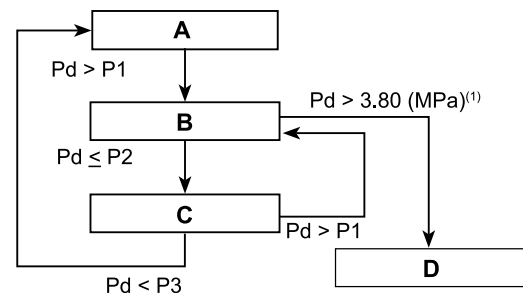 A
Pd > P1
Pd > 3.80 (MPa)⁽¹⁾
B
Pd ≤ P2
C
Pd > P1
D
Pd < P3